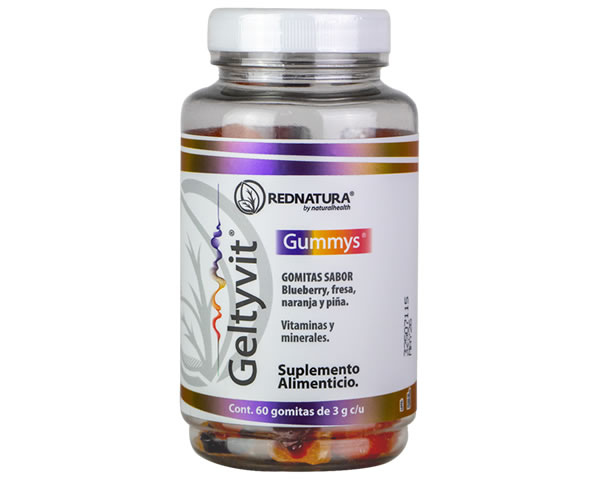 REDNATURA®
by naturalhealth
Gummys®
Geltyvit®
GOMITAS SABOR
Blueberry, fresa,
naranja y piña.
Vitaminas y
minerales.
Suplemento
Alimenticio.
Cont. 60 gomitas de 3 g c/u